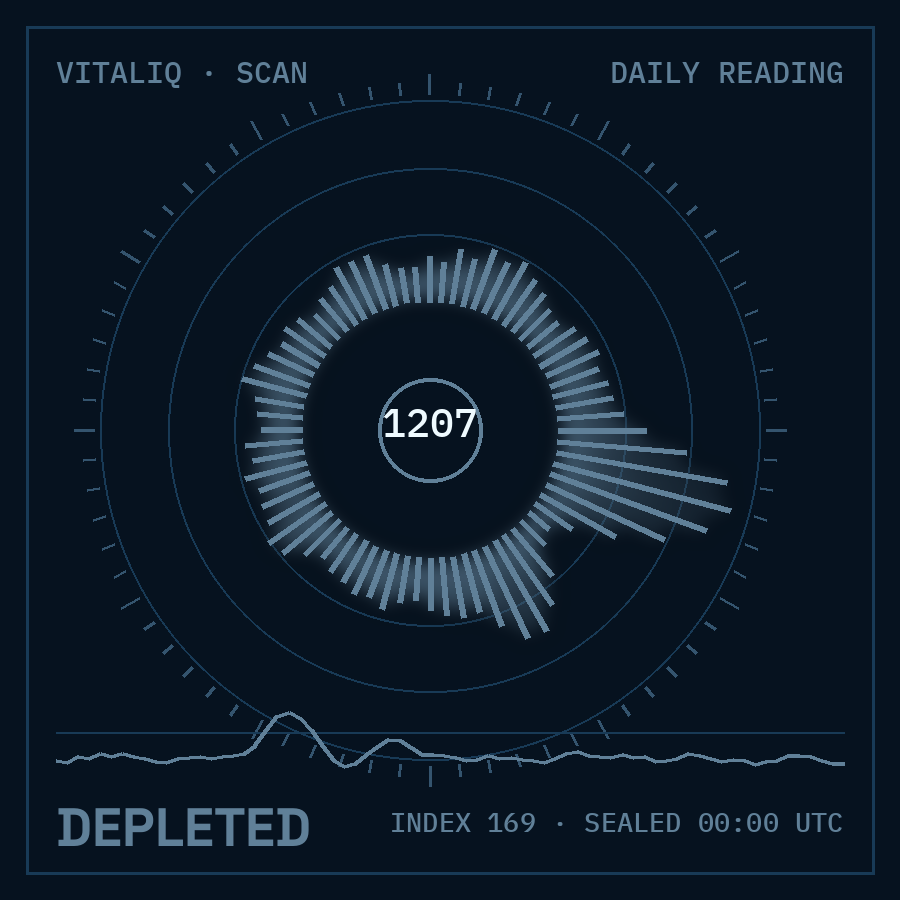 VITALIQ · SCAN
DAILY READING
1207
DEPLETED
INDEX 169 · SEALED 00:00 UTC